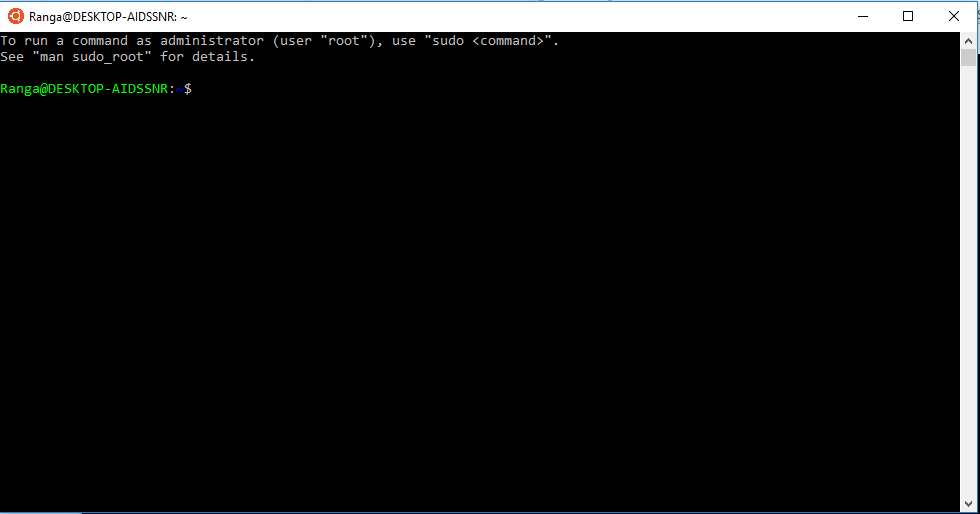 Ranga@DESKTOP-AIDSSNR: ~
To run a command as administrator (user "root"), use "sudo <command>".
See "man sudo_root" for details.
Ranga@DESKTOP-AIDSSNR:~$